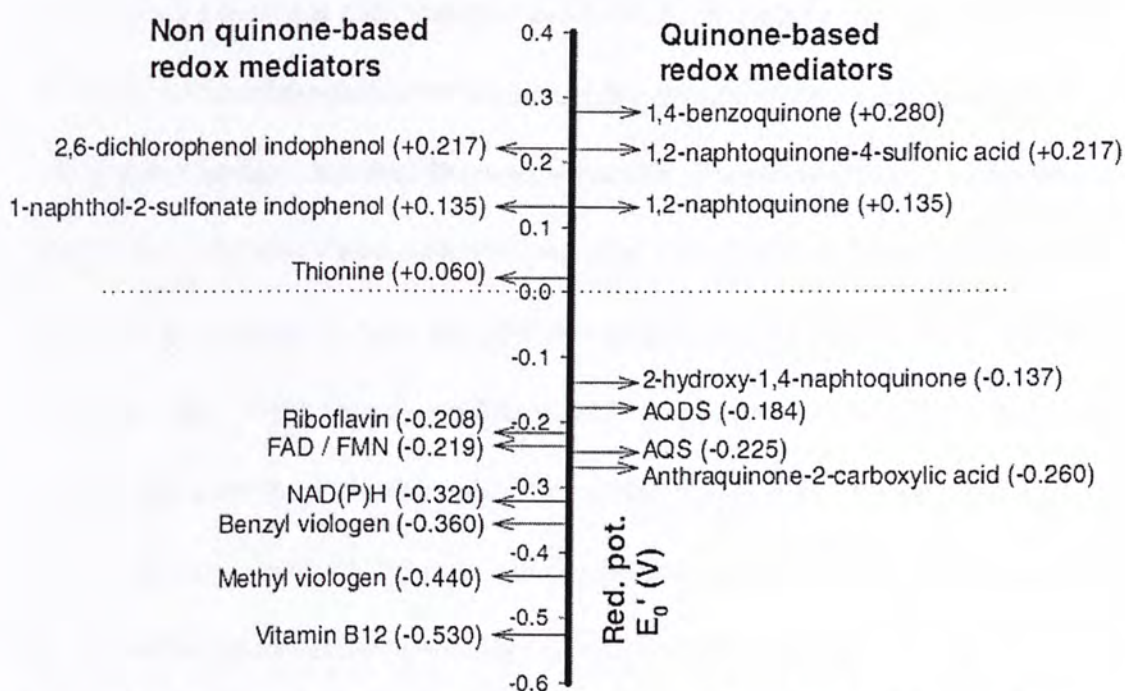 Non quinone-based
redox mediators
2,6-dichlorophenol indophenol (+0.217)
1-naphthol-2-sulfonate indophenol (+0.135)
Thionine (+0.060)
Riboflavin (-0.208)
FAD / FMN (-0.219)
NAD(P)H (-0.320)
Benzyl viologen (-0.360)
Methyl viologen (-0.440)
Vitamin B12 (-0.530)
0.4
0.3
0.2
0.1
0.0
-0.1
-0.2
-0.3
-0.4
-0.5
-0.6
Red. pot.
E0' (V)
Quinone-based
redox mediators
1,4-benzoquinone (+0.280)
1,2-naphtoquinone-4-sulfonic acid (+0.217)
1,2-naphtoquinone (+0.135)
2-hydroxy-1,4-naphtoquinone (-0.137)
AQDS (-0.184)
AQS (-0.225)
Anthraquinone-2-carboxylic acid (-0.260)